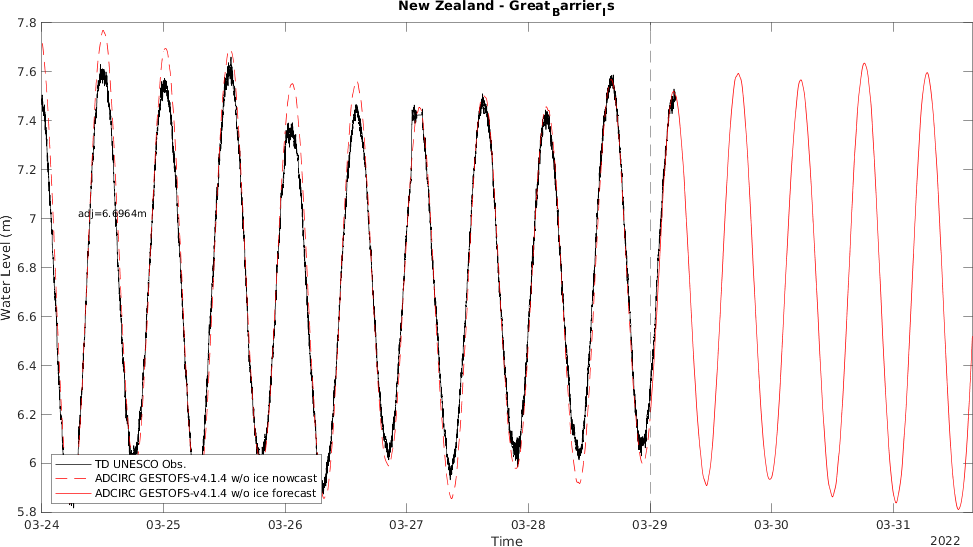 New Zealand - Great_Barrier_Is
7.8
7.6
7.4
7.2
7
6.8
6.6
6.4
6.2
6
5.8
Water Level (m)
adj=6.6964m
TD UNESCO Obs.
ADCIRC GESTOFS-v4.1.4 w/o ice nowcast
ADCIRC GESTOFS-v4.1.4 w/o ice forecast
03-24 03-25 03-26 03-27 03-28 03-29 03-30 03-31
Time
2022